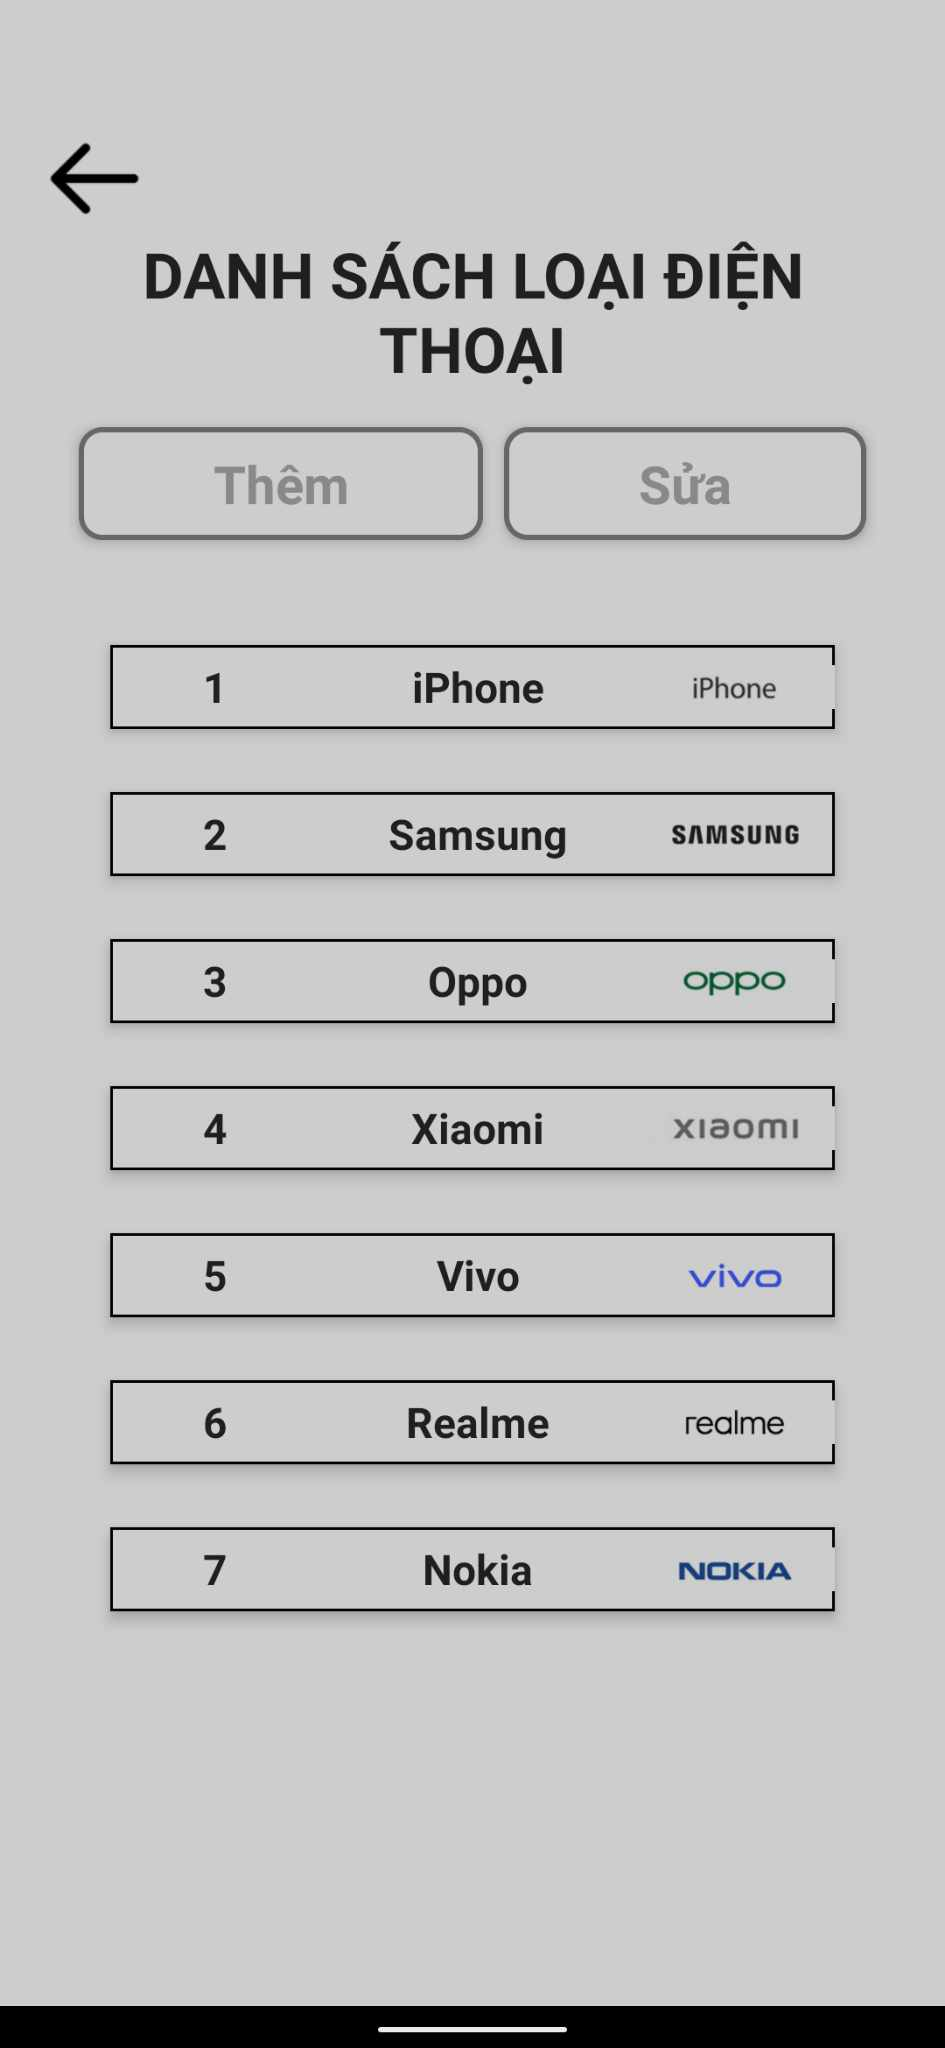 DANH SÁCH LOẠI ĐIỆN
THOẠI
Thêm Sửa
1 iPhone iPhone
2 Samsung SAMSUNG
3 Oppo oppo
4 Xiaomi xiaomi
5 Vivo vivo
6 Realme realme
7 Nokia NOKIA